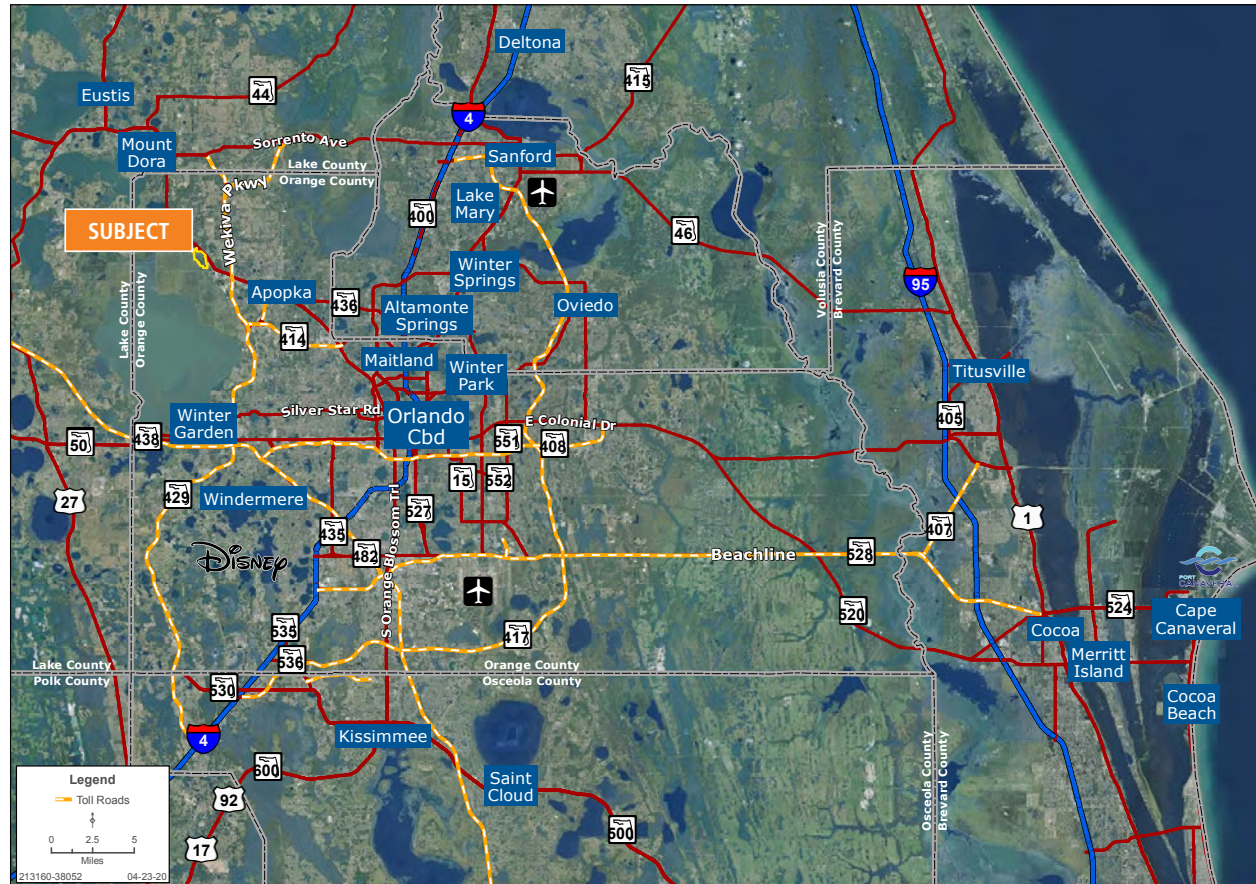 Deltona
Eustis
44
415
4
Mount
Dora
Sorrento Ave
Lake County
Orange County
Sanford
Wekiva Pkwy
Lake
Mary
400
46
SUBJECT
Volusia County
Brevard County
Winter
Springs
95
Apopka
436
Altamonte
Springs
Oviedo
Lake County
Orange County
414
Maitland
Winter
Park
Titusville
Winter
Garden
Silver Star Rd
Orlando
Cbd
E Colonial Dr
405
50
438
551
408
15
552
27
429
Windermere
527
435
482
S Orange Blossom Trl
407
1
Disney
Beachline
528
PORT
CANAVERAL
520
524
Cape
Canaveral
535
417
Cocoa
536
Merritt
Island
Lake County
Polk County
Orange County
Osceola County
530
Cocoa
Beach
4
Kissimmee
600
Saint
Cloud
Osceola County
Brevard County
92
500
17
Legend
Toll Roads
0 2.5 5
Miles
213160-38052 04-23-20